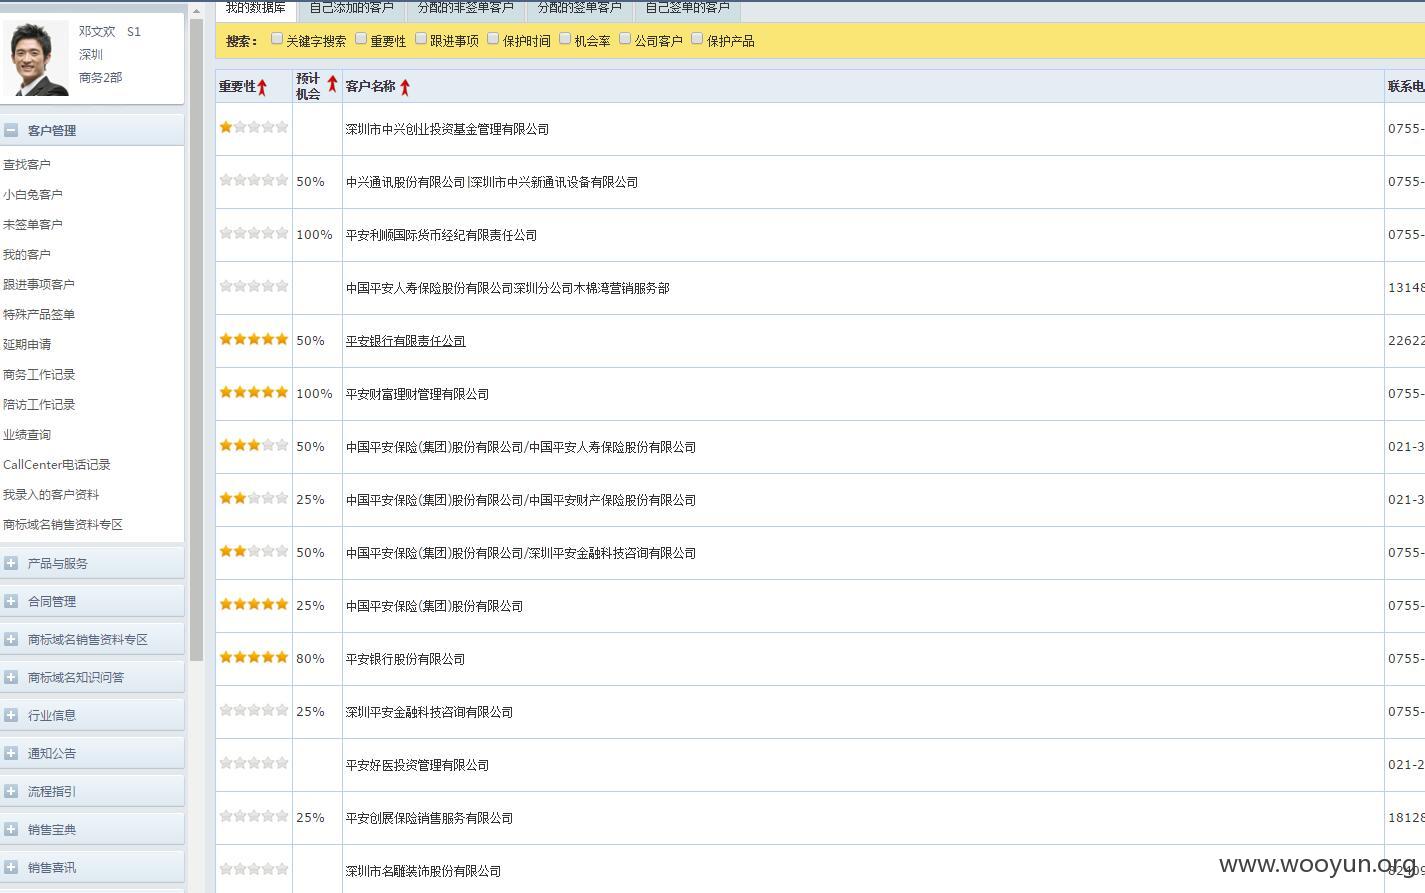 邓文欢 S1
深圳
商务2部
客户管理
查找客户
小白兔客户
未签单客户
我的客户
跟进事项客户
特殊产品签单
延期申请
商务工作记录
陪访工作记录
业绩查询
CallCenter电话记录
我录入的客户资料
商标域名销售资料专区
产品与服务
合同管理
商标域名销售资料专区
商标域名知识问答
行业信息
通知公告
流程指引
销售宝典
销售喜讯
我的数据库 自己添加的客户 分配的非签单客户 分配的签单客户 自己签单的客户
搜索： 关键字搜索 重要性 跟进事项 保护时间 机会率 公司客户 保护产品
重要性 预计机会 客户名称 联系电
深圳市中兴创业投资基金管理有限公司 0755-
50% 中兴通讯股份有限公司|深圳市中兴新通讯设备有限公司 0755-
100% 平安利顺国际货币经纪有限责任公司 0755-
中国平安人寿保险股份有限公司深圳分公司木棉湾营销服务部 13148
50% 平安银行有限责任公司 22622
100% 平安财富理财管理有限公司 0755-
50% 中国平安保险(集团)股份有限公司/中国平安人寿保险股份有限公司 021-3
25% 中国平安保险(集团)股份有限公司/中国平安财产保险股份有限公司 021-3
50% 中国平安保险(集团)股份有限公司/深圳平安金融科技咨询有限公司 0755-
25% 中国平安保险(集团)股份有限公司 0755-
80% 平安银行股份有限公司 0755-
25% 深圳平安金融科技咨询有限公司 0755-
平安好医投资管理有限公司 021-2
25% 平安创展保险销售服务有限公司 18128
深圳市名雕装饰股份有限公司
www.wooyun.org